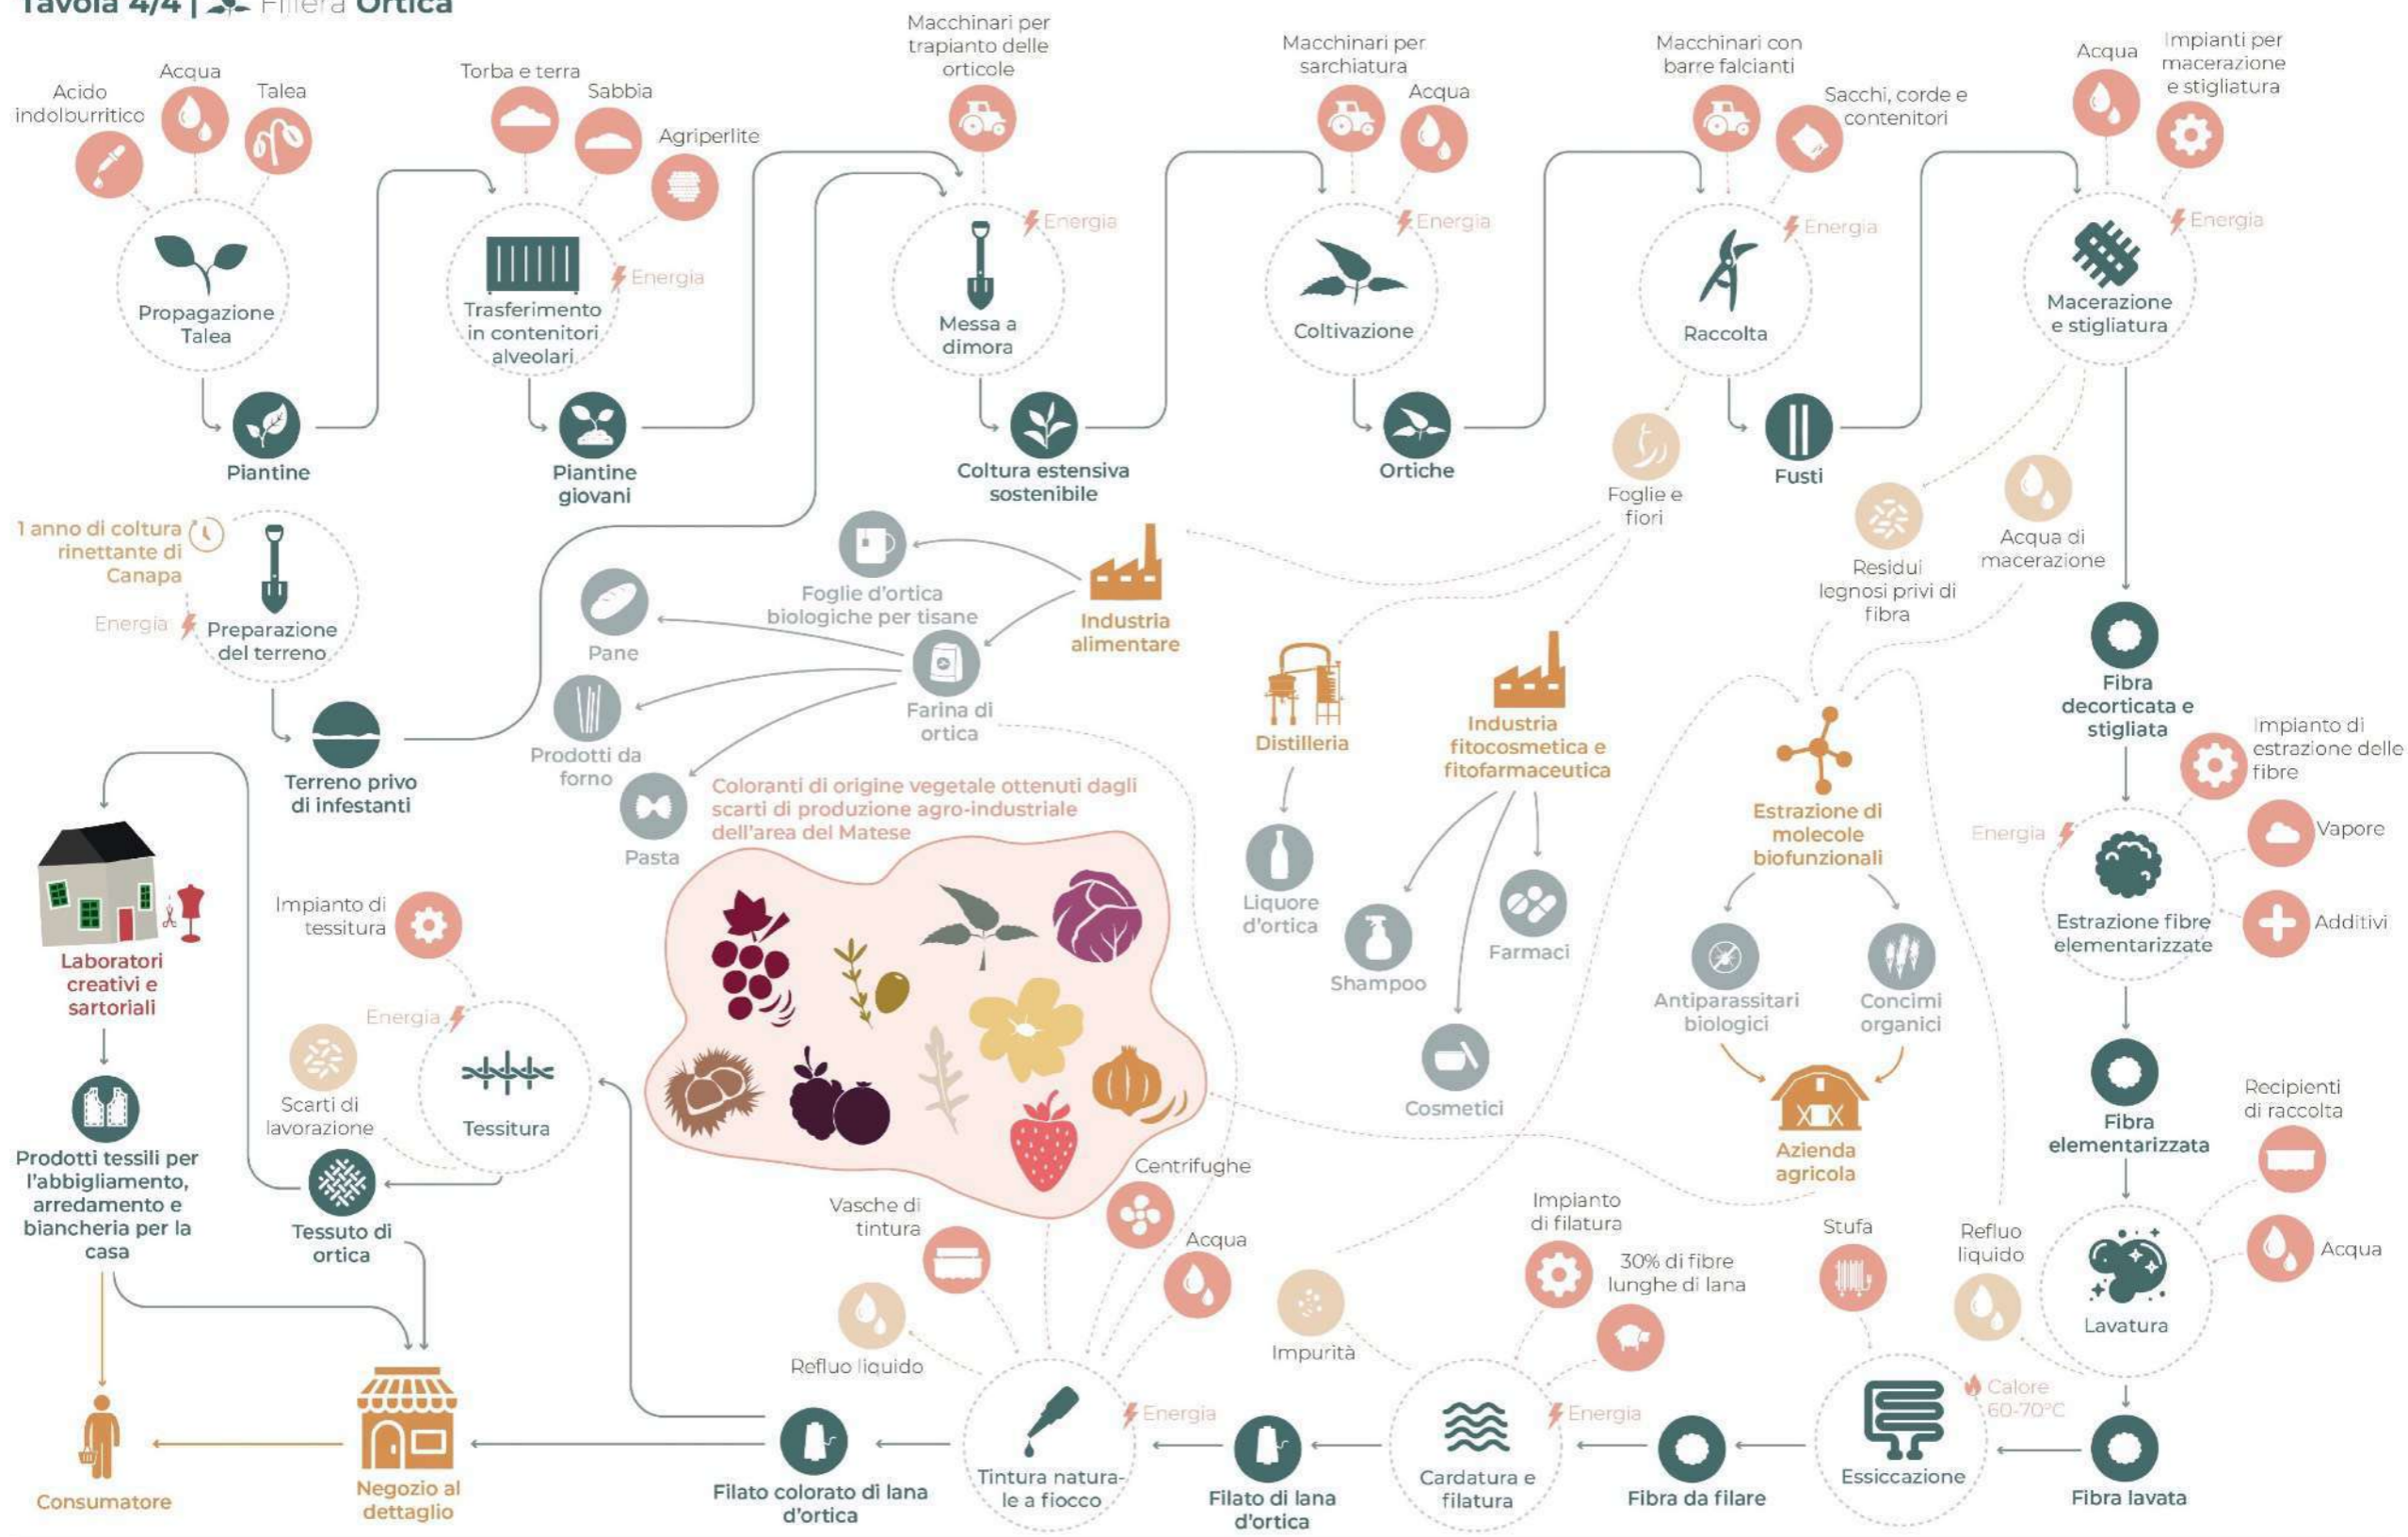 Tavola 4/4 | Filiera Ortica
Acido
indolburritico
Acqua
Talea
Propagazione
Talea
Piantine
Torba e terra
Sabbia
Agriperlite
Energia
Trasferimento
in contenitori
alveolari
Piantine
giovani
Macchinari per
trapianto delle
orticole
Energia
Messa a
dimora
Coltura estensiva
sostenibile
Macchinari per
sarchiatura
Acqua
Energia
Coltivazione
Ortiche
Macchinari con
barre falcianti
Sacchi, corde e
contenitori
Energia
Raccolta
Fusti
Foglie e
fiori
Acqua
Impianti per
macerazione
e stigliatura
Energia
Macerazione
e stigliatura
Residui
legnosi privi di
fibra
Acqua di
macerazione
1 anno di coltura
rinettante di
Canapa
Energia
Preparazione
del terreno
Terreno privo
di infestanti
Foglie d'ortica
biologiche per tisane
Industria
alimentare
Pane
Farina di
ortica
Prodotti da
forno
Pasta
Distilleria
Liquore
d'ortica
Industria
fitocosmetica e
fitofarmaceutica
Shampoo
Farmaci
Cosmetici
Estrazione di
molecole
biofunzionali
Antiparassitari
biologici
Concimi
organici
Azienda
agricola
Fibra
decorticata e
stigliata
Impianto di
estrazione delle
fibre
Energia
Vapore
Additivi
Estrazione fibre
elementarizzate
Fibra
elementarizzata
Recipienti
di raccolta
Acqua
Refluo
liquido
Lavatura
Fibra lavata
Stufa
Calore
60-70°C
Essiccazione
Fibra da filare
Impianto
di filatura
30% di fibre
lunghe di lana
Impurità
Energia
Cardatura e
filatura
Filato di lana
d'ortica
Coloranti di origine vegetale ottenuti dagli
scarti di produzione agro-industriale
dell'area del Matese
Centrifughe
Acqua
Vasche di
tintura
Refluo liquido
Energia
Tintura natura-
le a fiocco
Filato colorato di lana
d'ortica
Impianto di
tessitura
Energia
Scarti di
lavorazione
Tessitura
Tessuto di
ortica
Laboratori
creativi e
sartoriali
Prodotti tessili per
l'abbigliamento,
arredamento e
biancheria per la
casa
Negozio al
dettaglio
Consumatore